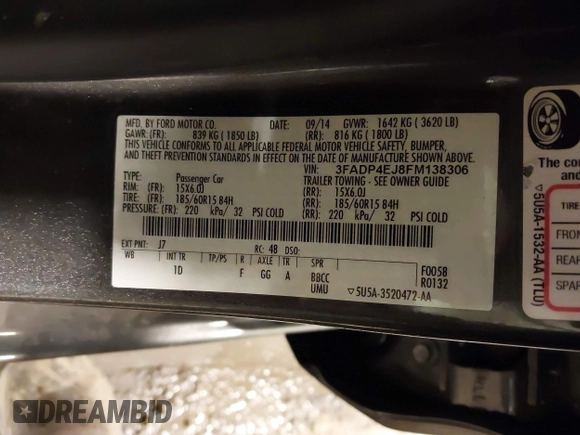 MFD. BY FORD MOTOR CO. 09/14 GVWR: 1642 KG ( 3620 LB)
GAWR: (FR): 839 KG ( 1850 LB) (RR): 816 KG ( 1800 LB)
THIS VEHICLE CONFORMS TO ALL APPLICABLE FEDERAL MOTOR VEHICLE SAFETY, BUMPER,
AND THEFT PREVENTION STANDARDS IN EFFECT ON THE DATE OF MANUFACTURE SHOWN ABOVE.
VIN: 3FADP4EJ8FM138306
TYPE: Passenger Car TRAILER TOWING - SEE OWNER GUIDE
RIM: (FR): 15X6.0J (RR): 15X6.0J
TIRE: (FR): 185/60R15 84H (RR): 185/60R15 84H
PRESSURE: (FR): 220 kPa/ 32 PSI COLD (RR): 220 kPa/ 32 PSI COLD
EXT PNT: J7 RC: 48 DSO:
WB INT TR TP/PS R AXLE TR SPR F0058
1D F GG A BBCC R0132
UMU ▽5U5A-3520472-AA
The co
and
TIRE
FRON
REAR
SPAR
▽5U5A-1532-AA (TLU)
DREAMBID